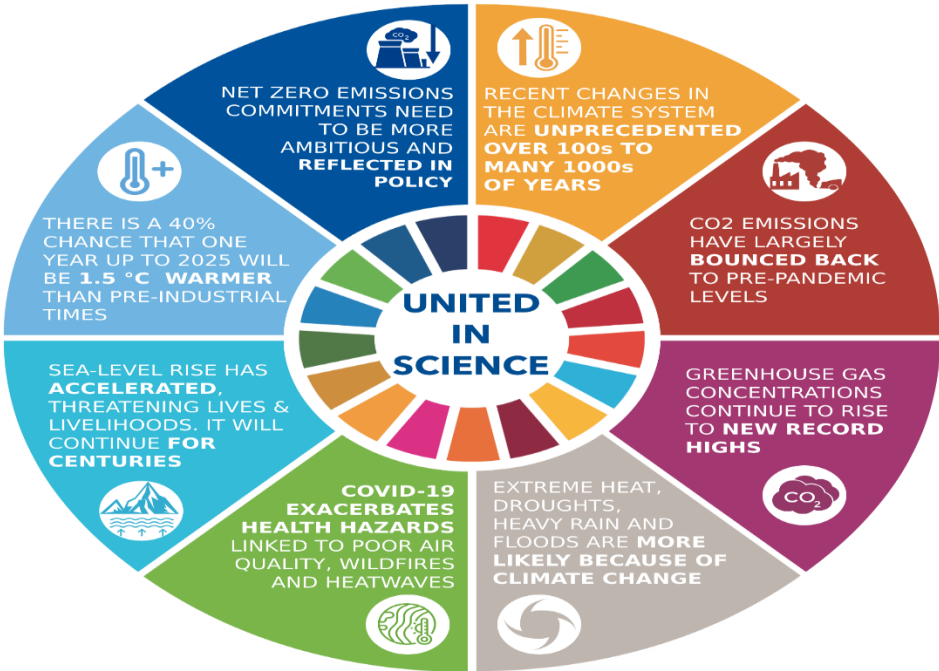 UNITED
IN
SCIENCE
RECENT CHANGES IN
THE CLIMATE SYSTEM
ARE UNPRECEDENTED
OVER 100s TO
MANY 1000s
OF YEARS
CO2 EMISSIONS
HAVE LARGELY
BOUNCED BACK
TO PRE-PANDEMIC
LEVELS
GREENHOUSE GAS
CONCENTRATIONS
CONTINUE TO RISE
TO NEW RECORD
HIGHS
CO2
EXTREME HEAT,
DROUGHTS,
HEAVY RAIN AND
FLOODS ARE MORE
LIKELY BECAUSE OF
CLIMATE CHANGE
COVID-19
EXACERBATES
HEALTH HAZARDS
LINKED TO POOR AIR
QUALITY, WILDFIRES
AND HEATWAVES
SEA-LEVEL RISE HAS
ACCELERATED,
THREATENING LIVES &
LIVELIHOODS. IT WILL
CONTINUE FOR
CENTURIES
THERE IS A 40%
CHANCE THAT ONE
YEAR UP TO 2025 WILL
BE 1.5 °C WARMER
THAN PRE-INDUSTRIAL
TIMES
CO2
NET ZERO EMISSIONS
COMMITMENTS NEED
TO BE MORE
AMBITIOUS AND
REFLECTED IN
POLICY